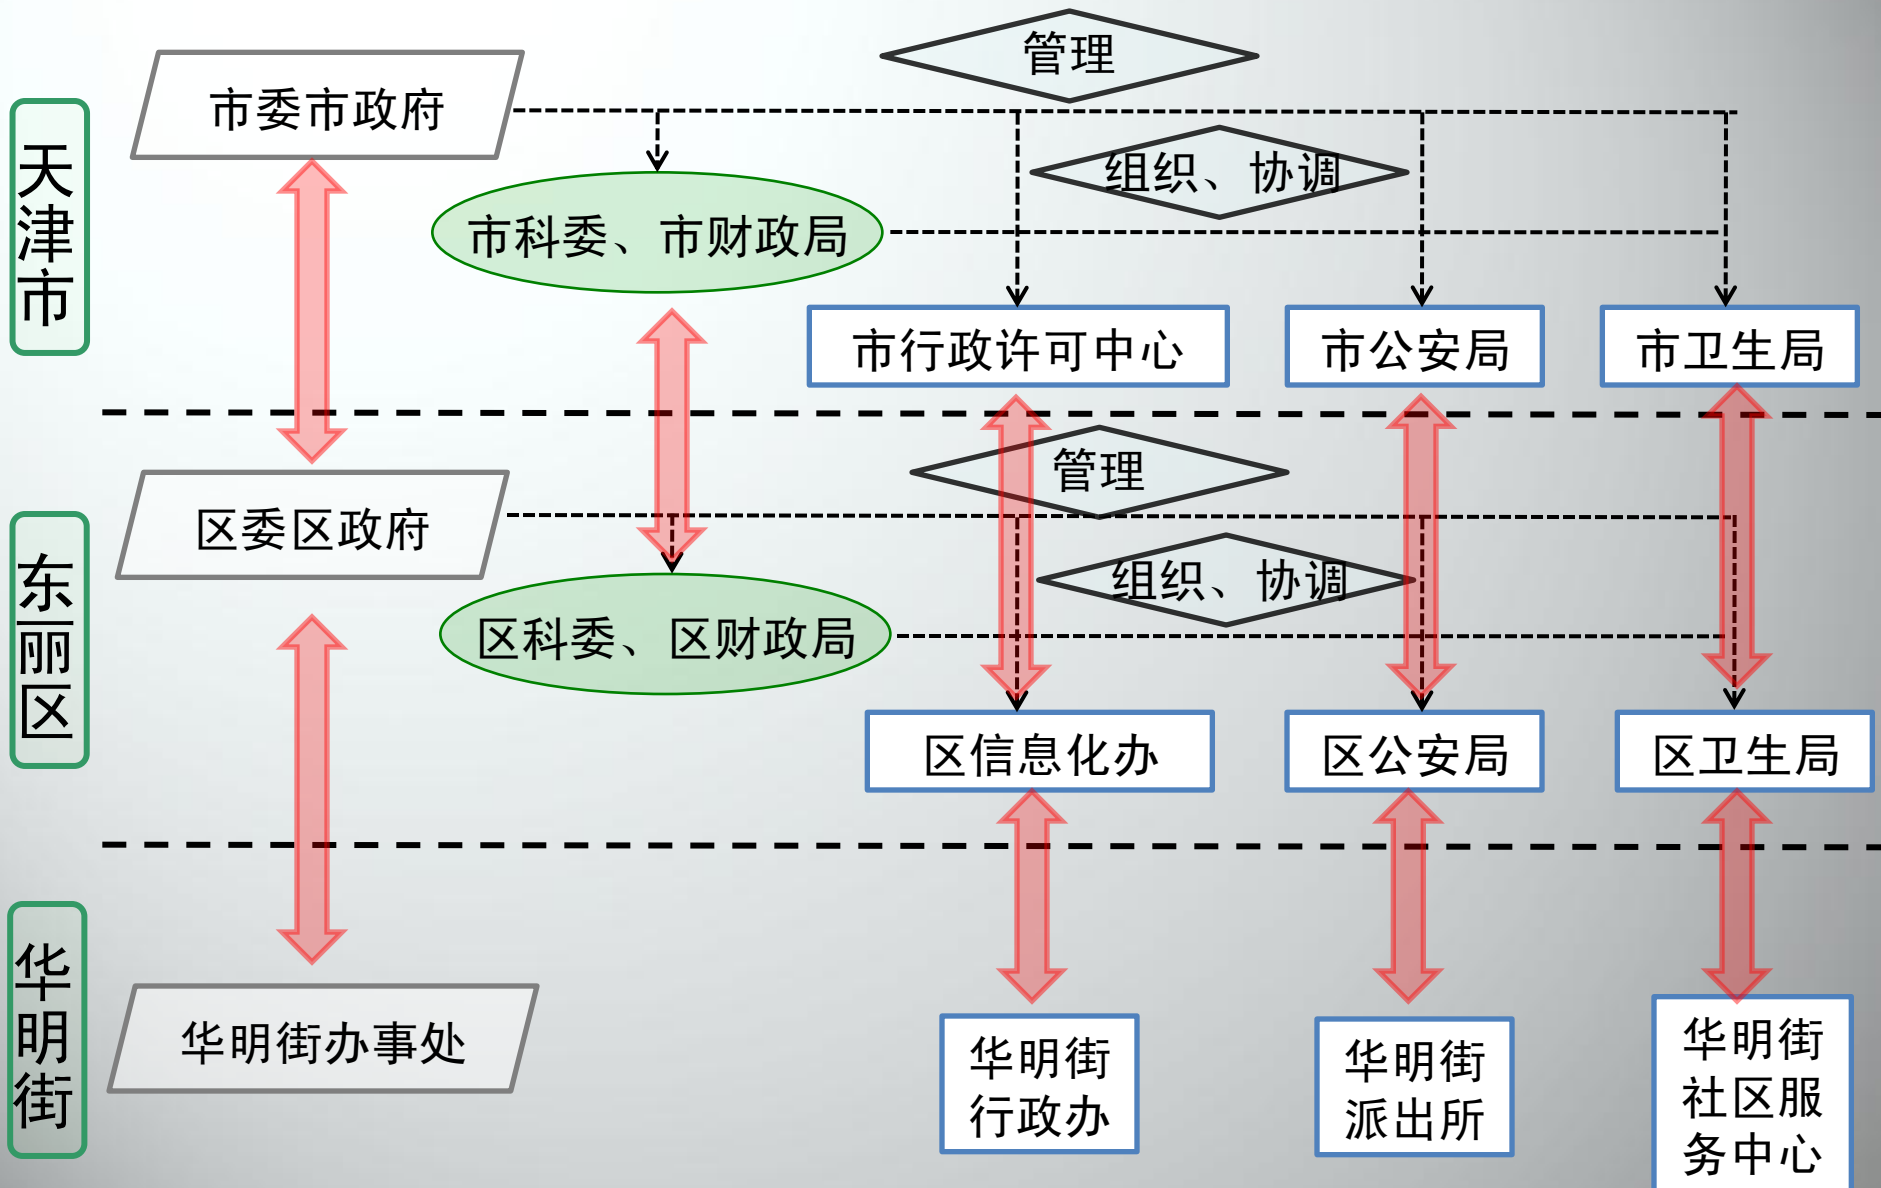 管理
市委市政府
天津市
组织、协调
市科委、市财政局
市行政许可中心
市公安局
市卫生局
管理
区委区政府
东丽区
组织、协调
区科委、区财政局
区信息化办
区公安局
区卫生局
华明街
华明街办事处
华明街
行政办
华明街
派出所
华明街
社区服
务中心